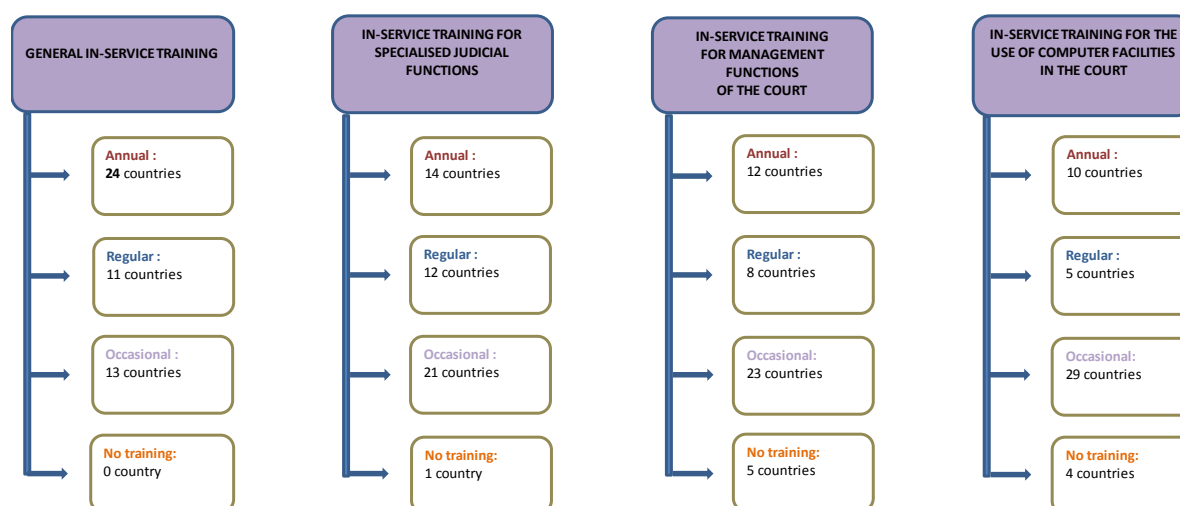 GENERAL IN-SERVICE TRAINING
Annual :
24 countries
Regular :
11 countries
Occasional :
13 countries
No training:
0 country
IN-SERVICE TRAINING FOR
SPECIALISED JUDICIAL
FUNCTIONS
Annual :
14 countries
Regular :
12 countries
Occasional :
21 countries
No training:
1 country
IN-SERVICE TRAINING
FOR MANAGEMENT
FUNCTIONS
OF THE COURT
Annual :
12 countries
Regular :
8 countries
Occasional:
23 countries
No training:
5 countries
IN-SERVICE TRAINING FOR THE
USE OF COMPUTER FACILITIES
IN THE COURT
Annual :
10 countries
Regular :
5 countries
Occasional:
29 countries
No training:
4 countries